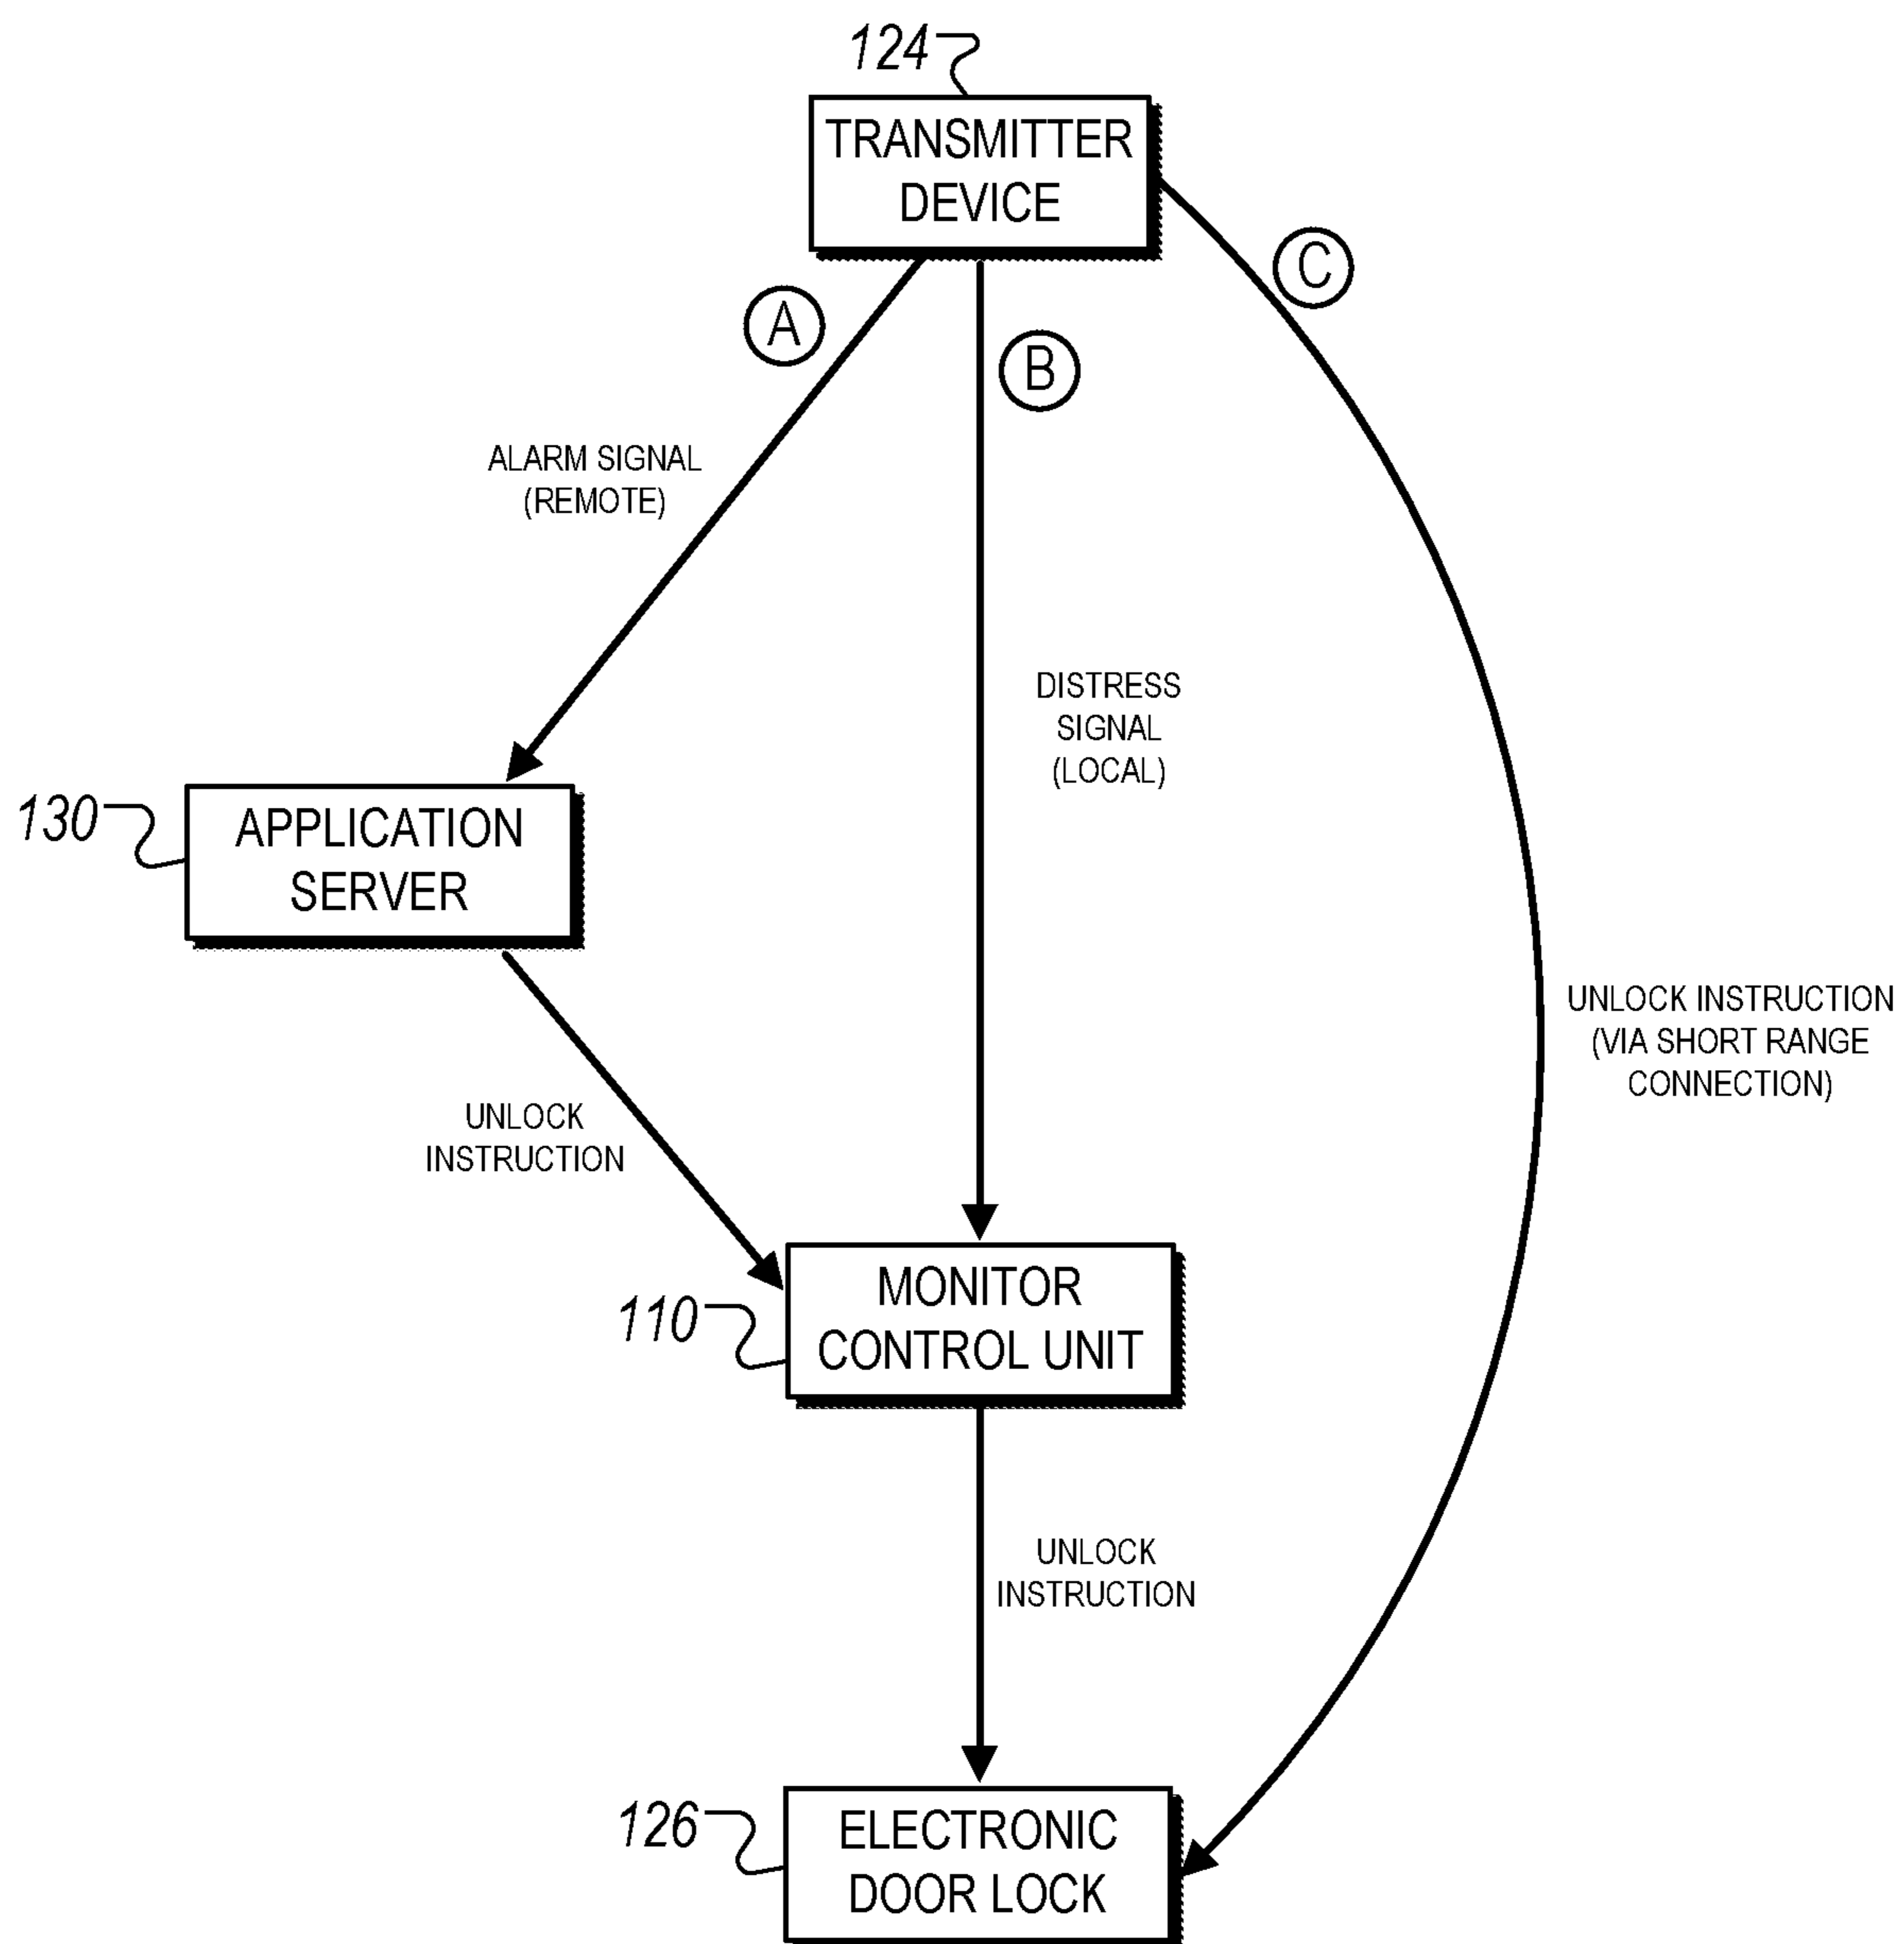 124
TRANSMITTER
DEVICE
A
B
C
ALARM SIGNAL
(REMOTE)
DISTRESS
SIGNAL
(LOCAL)
130
APPLICATION
SERVER
UNLOCK INSTRUCTION
(VIA SHORT RANGE
CONNECTION)
UNLOCK
INSTRUCTION
110
MONITOR
CONTROL UNIT
UNLOCK
INSTRUCTION
126
ELECTRONIC
DOOR LOCK